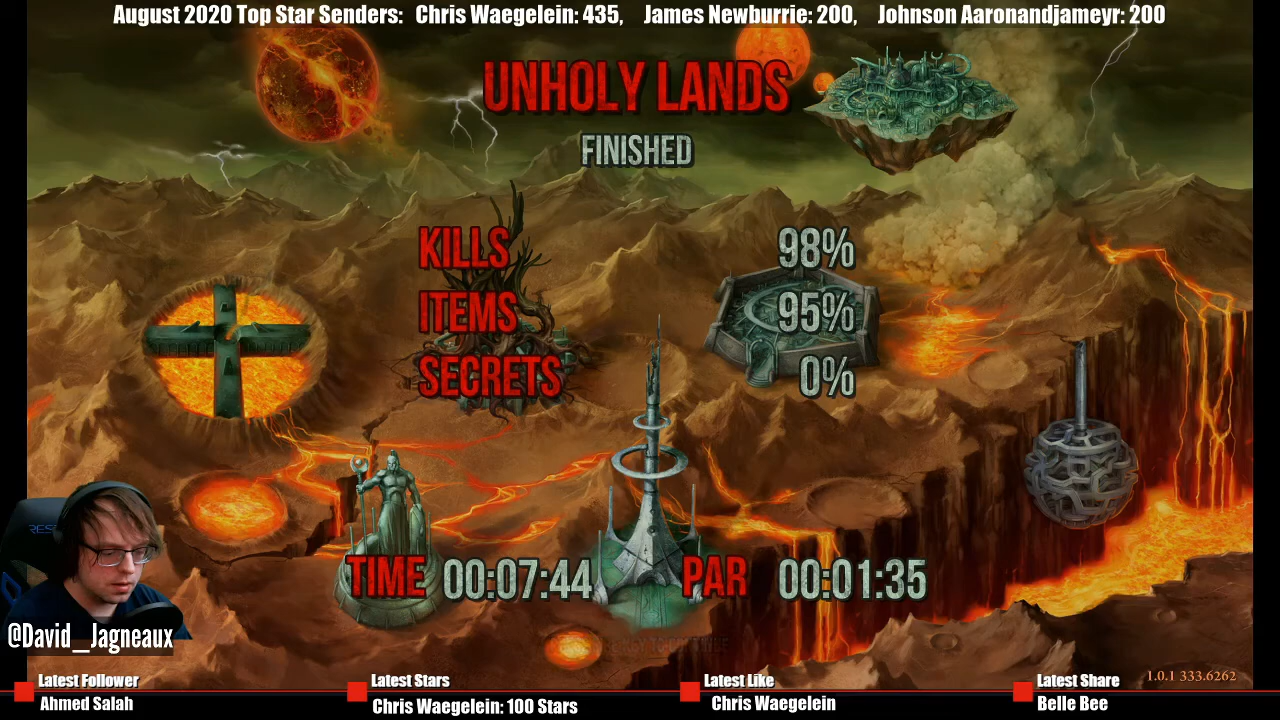 August 2020 Top Star Senders: Chris Waegelein: 435, James Newburrie: 200, Johnson Aaronandjameyr: 200
UNHOLY LANDS
FINISHED
KILLS 98%
ITEMS 95%
SECRETS 0%
TIME 00:07:44 PAR 00:01:35
@David_Jagneaux
1.0.1 333.6262
Latest Follower
Ahmed Salah
Latest Stars
Chris Waegelein: 100 Stars
Latest Like
Chris Waegelein
Latest Share
Belle Bee